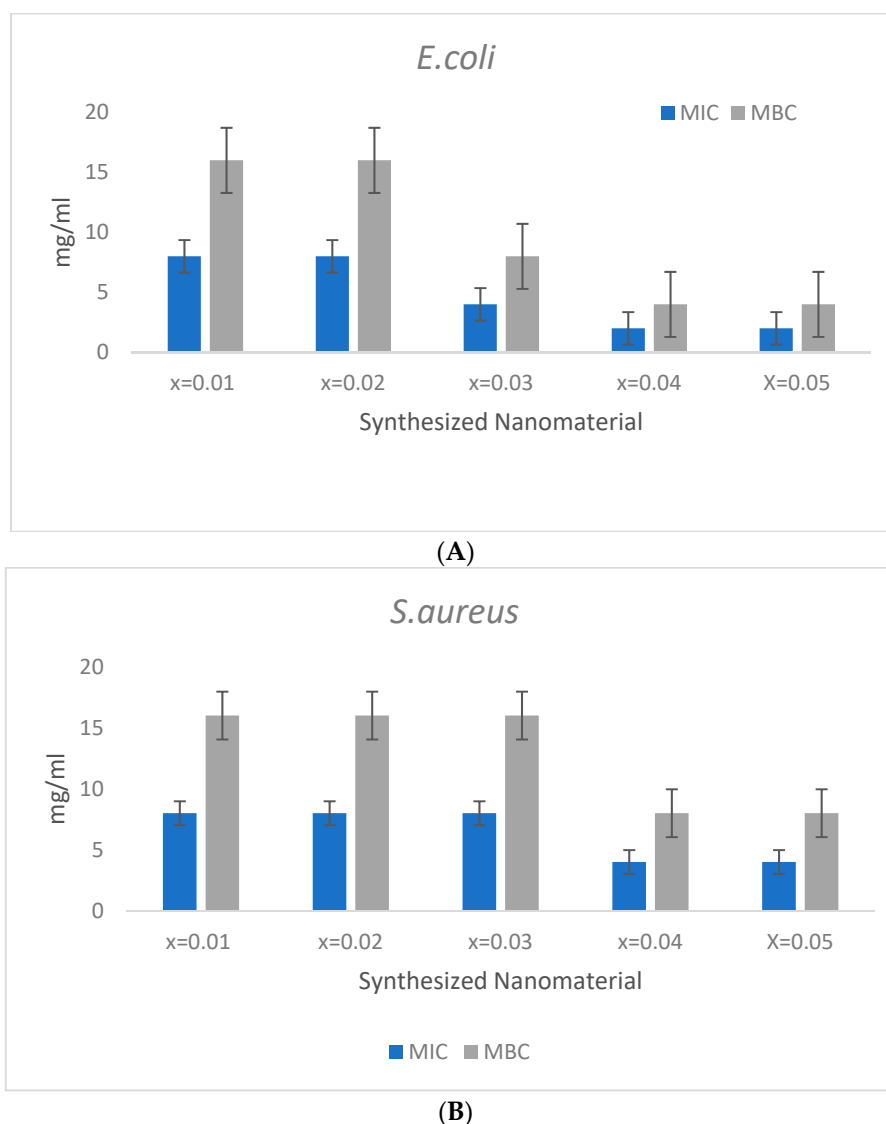 E.coli
MIC MBC
20
15
10
5
0
mg/ml
x=0.01 x=0.02 x=0.03 x=0.04 X=0.05
Synthesized Nanomaterial
(A)
S.aureus
20
15
10
5
0
mg/ml
x=0.01 x=0.02 x=0.03 x=0.04 X=0.05
Synthesized Nanomaterial
MIC MBC
(B)